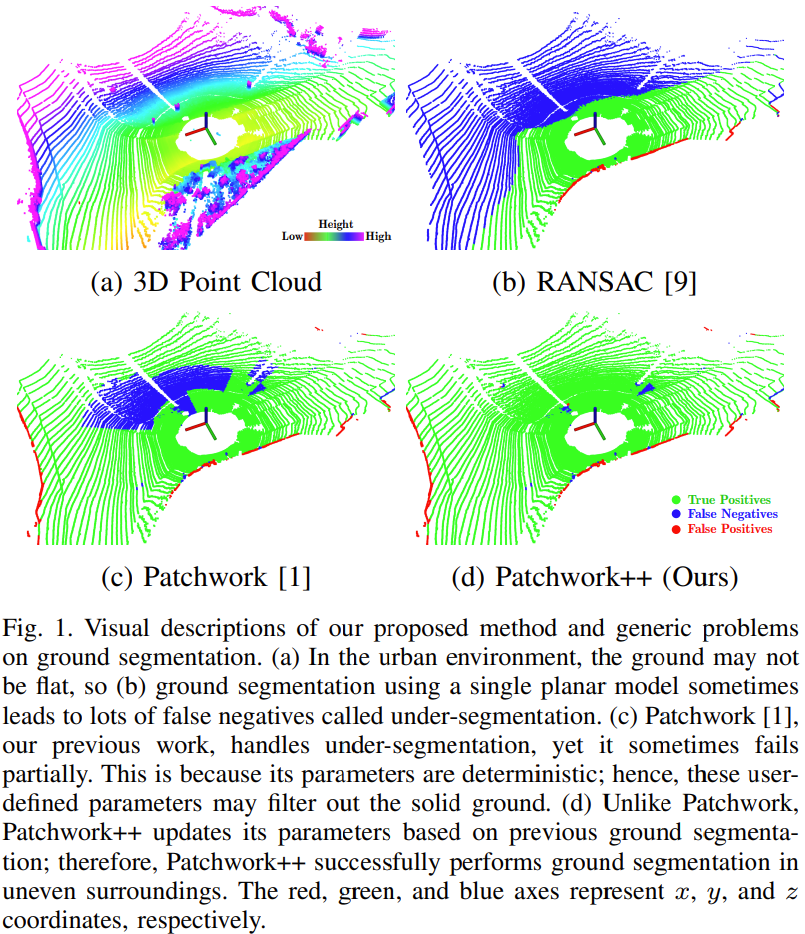 Height
Low High
(a) 3D Point Cloud
(b) RANSAC [9]
True Positives
False Negatives
False Positives
(c) Patchwork [1]
(d) Patchwork++ (Ours)
Fig. 1. Visual descriptions of our proposed method and generic problems
on ground segmentation. (a) In the urban environment, the ground may not
be flat, so (b) ground segmentation using a single planar model sometimes
leads to lots of false negatives called under-segmentation. (c) Patchwork [1],
our previous work, handles under-segmentation, yet it sometimes fails
partially. This is because its parameters are deterministic; hence, these user-
defined parameters may filter out the solid ground. (d) Unlike Patchwork,
Patchwork++ updates its parameters based on previous ground segmenta-
tion; therefore, Patchwork++ successfully performs ground segmentation in
uneven surroundings. The red, green, and blue axes represent x, y, and z
coordinates, respectively.